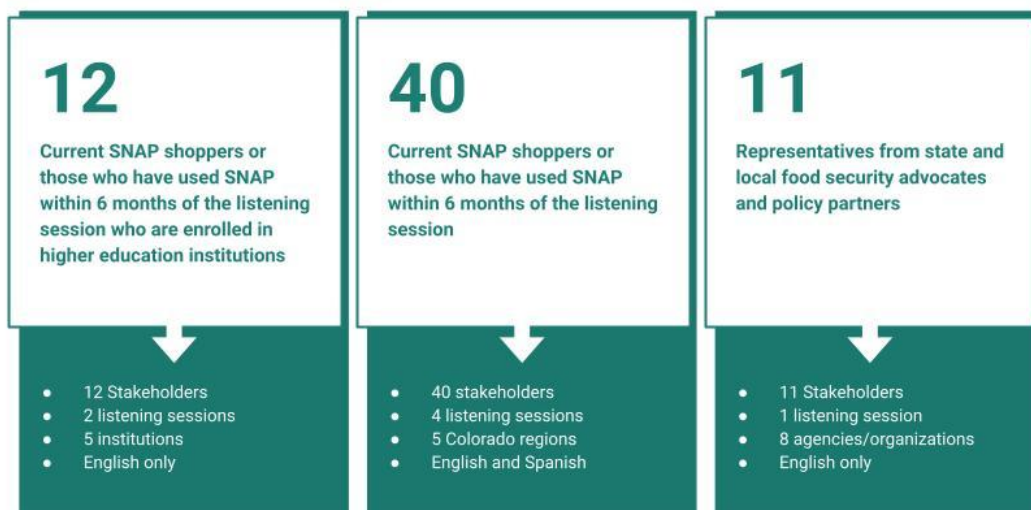 12
Current SNAP shoppers or
those who have used SNAP
within 6 months of the listening
session who are enrolled in
higher education institutions
● 12 Stakeholders
● 2 listening sessions
● 5 institutions
● English only
40
Current SNAP shoppers or
those who have used SNAP
within 6 months of the listening
session
● 40 stakeholders
● 4 listening sessions
● 5 Colorado regions
● English and Spanish
11
Representatives from state and
local food security advocates
and policy partners
● 11 Stakeholders
● 1 listening session
● 8 agencies/organizations
● English only